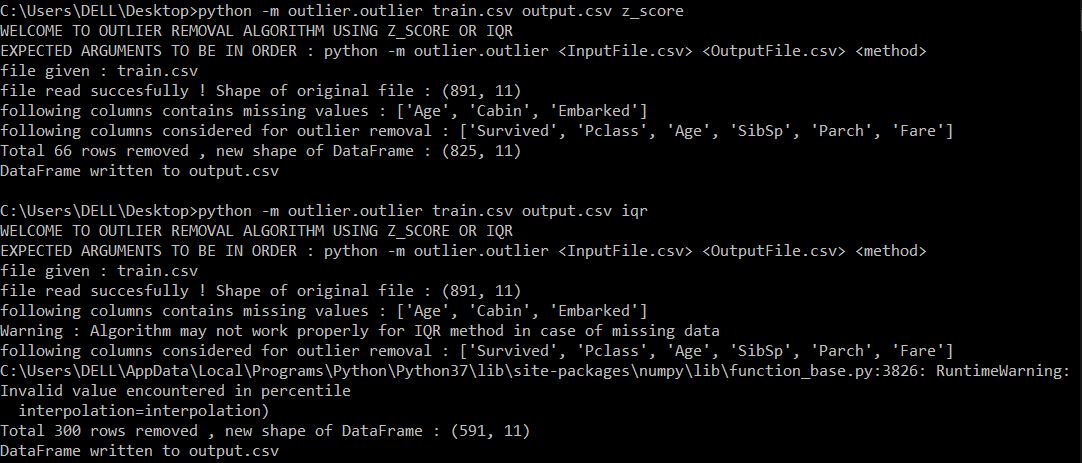 C:\Users\DELL\Desktop>python -m outlier.outlier train.csv output.csv z_score
WELCOME TO OUTLIER REMOVAL ALGORITHM USING Z_SCORE OR IQR
EXPECTED ARGUMENTS TO BE IN ORDER : python -m outlier.outlier <InputFile.csv> <OutputFile.csv> <method>
file given : train.csv
file read succesfully ! Shape of original file : (891, 11)
following columns contains missing values : ['Age', 'Cabin', 'Embarked']
following columns considered for outlier removal : ['Survived', 'Pclass', 'Age', 'SibSp', 'Parch', 'Fare']
Total 66 rows removed , new shape of DataFrame : (825, 11)
DataFrame written to output.csv
C:\Users\DELL\Desktop>python -m outlier.outlier train.csv output.csv iqr
WELCOME TO OUTLIER REMOVAL ALGORITHM USING Z_SCORE OR IQR
EXPECTED ARGUMENTS TO BE IN ORDER : python -m outlier.outlier <InputFile.csv> <OutputFile.csv> <method>
file given : train.csv
file read succesfully ! Shape of original file : (891, 11)
following columns contains missing values : ['Age', 'Cabin', 'Embarked']
Warning : Algorithm may not work properly for IQR method in case of missing data
following columns considered for outlier removal : ['Survived', 'Pclass', 'Age', 'SibSp', 'Parch', 'Fare']
C:\Users\DELL\AppData\Local\Programs\Python\Python37\lib\site-packages\numpy\lib\function_base.py:3826: RuntimeWarning:
Invalid value encountered in percentile
interpolation=interpolation)
Total 300 rows removed , new shape of DataFrame : (591, 11)
DataFrame written to output.csv